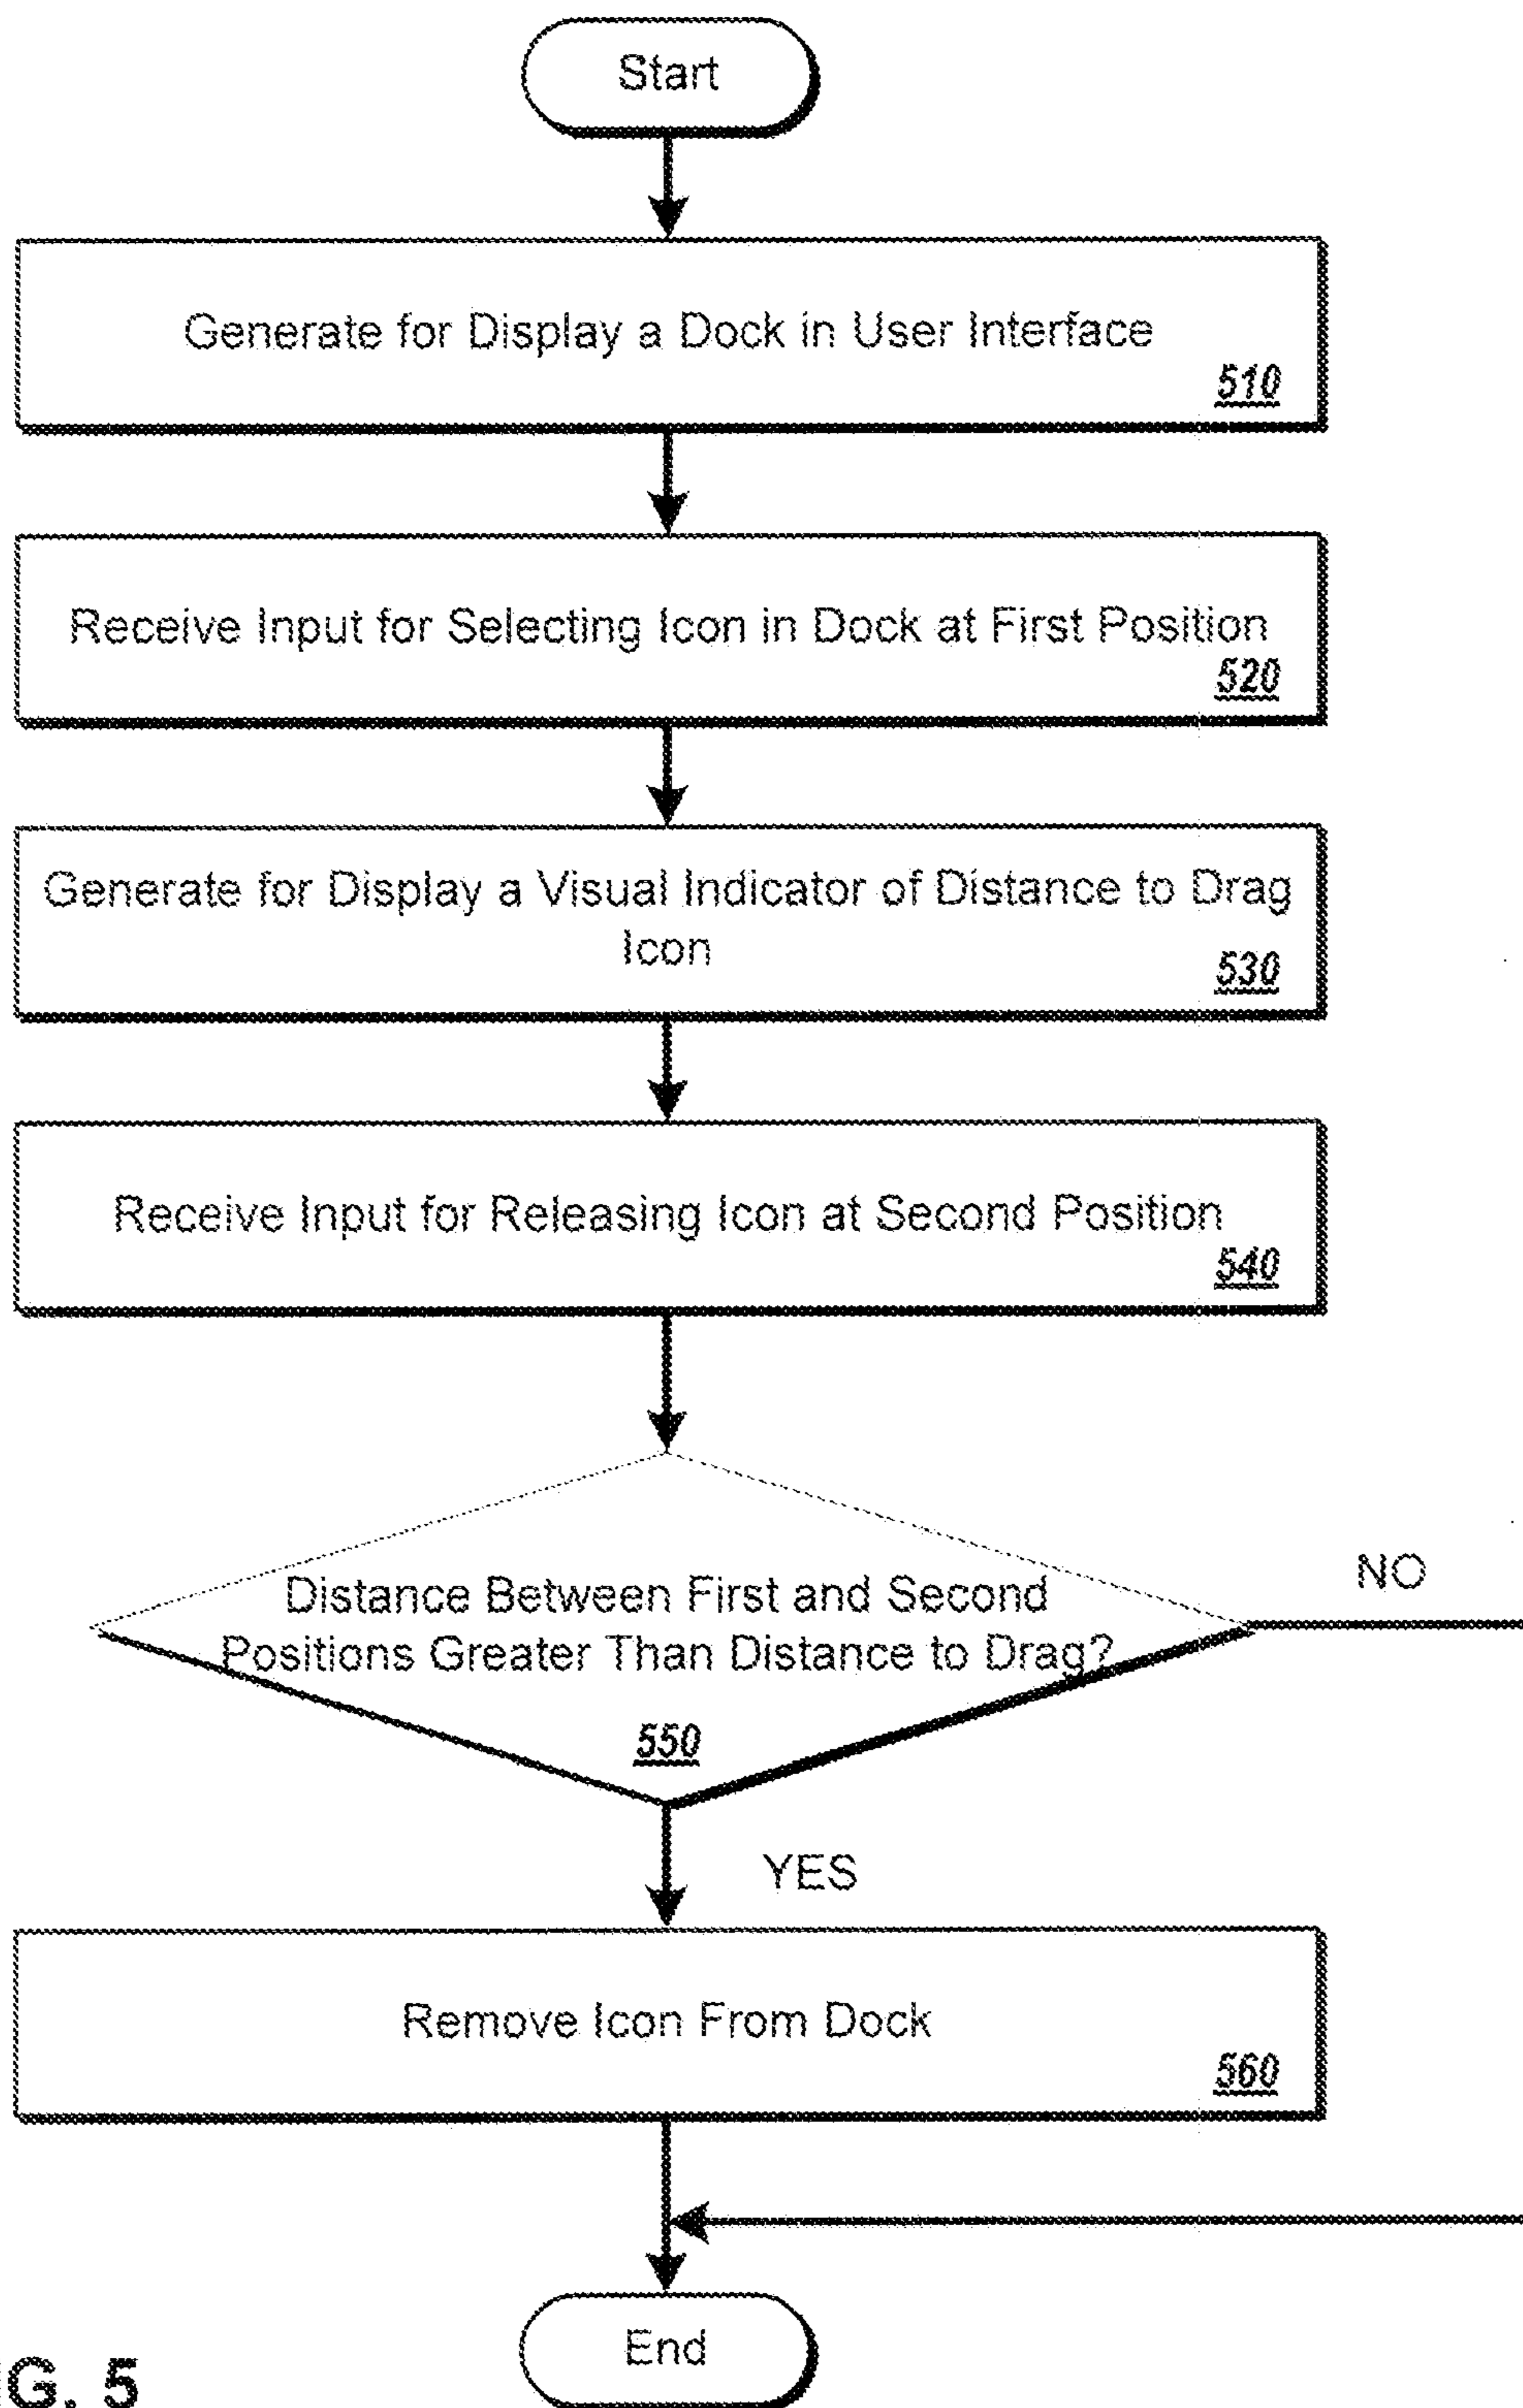 Start
Generate for Display a Dock in User Interface
510
Receive Input for Selecting Icon in Dock at First Position
520
Generate for Display a Visual Indicator of Distance to Drag
Icon
530
Receive Input for Releasing Icon at Second Position
540
Distance Between First and Second
Positions Greater Than Distance to Drag?
550
NO
YES
Remove Icon From Dock
560
End
G. 5